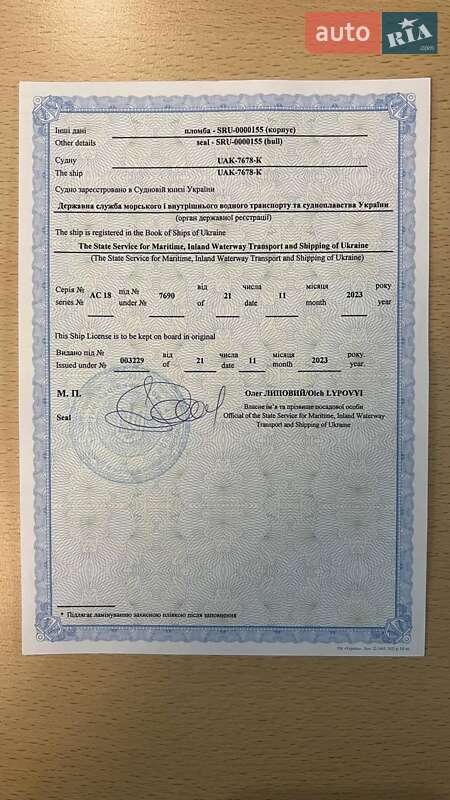 auto RIA .com
Інші дані пломба - SRU-0000155 (корпус)
Other details seal - SRU-0000155 (hull)
Судну UAK-7678-K
The ship UAK-7678-K
Судно зареєстровано в Судновій книзі України
Державна служба морського і внутрішнього водного транспорту та судноплавства України
(орган державної реєстрації)
The ship is registered in the Book of Ships of Ukraine
The State Service for Maritime, Inland Waterway Transport and Shipping of Ukraine
(The State Service for Maritime, Inland Waterway Transport and Shipping of Ukraine)
Серія № AC 18 під № 7690 від 21 числа 11 місяця 2023 року
series № under № of date month year
This Ship License is to be kept on board in original
Видано під № 003229 від 21 числа 11 місяця 2023 року
Issued under № of date month year
М. П. Олег ЛИПОВИЙ/Oleh LYPOVYI
Власне ім'я та прізвище посадової особи
Seal Official of the State Service for Maritime, Inland Waterway
Transport and Shipping of Ukraine
* Підлягає ламінуванню захисною плівкою після заповнення